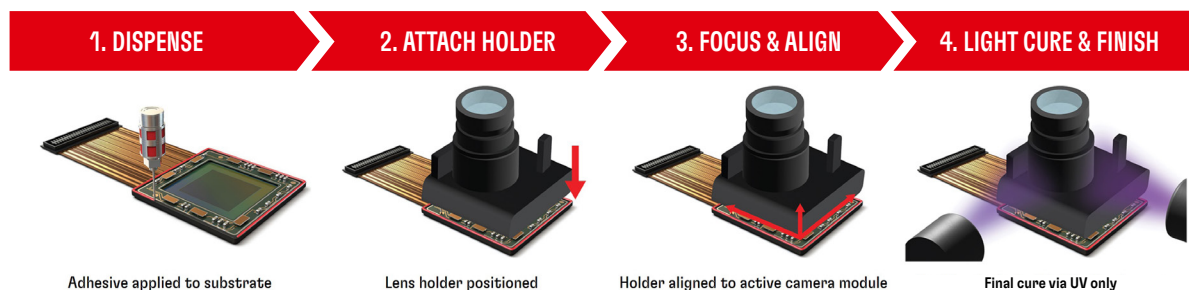 1. DISPENSE
2. ATTACH HOLDER
3. FOCUS & ALIGN
4. LIGHT CURE & FINISH
Adhesive applied to substrate
Lens holder positioned
Holder aligned to active camera module
Final cure via UV only